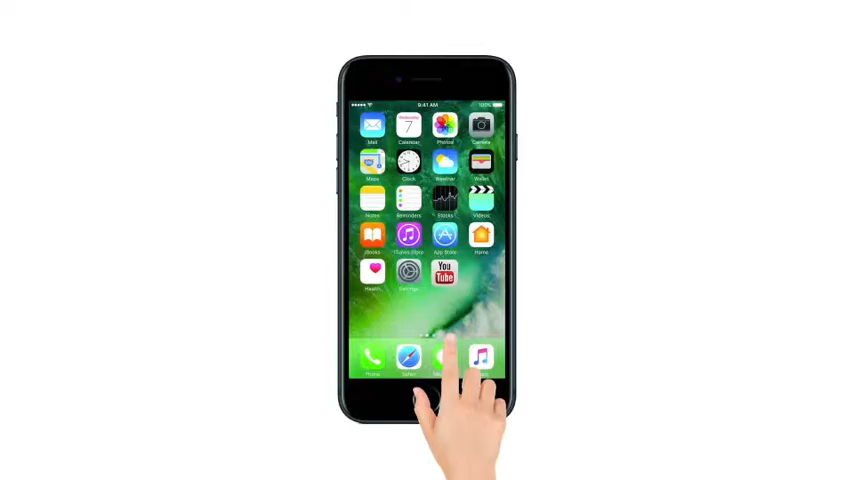 9:41 AM 100%
Wednesday
7
Mail Calendar Photos Camera
Maps Clock Weather Wallet
Notes Reminders Stocks Videos
iBooks iTunes Store App Store Home
You
Tube
Health Settings
Phone Safari